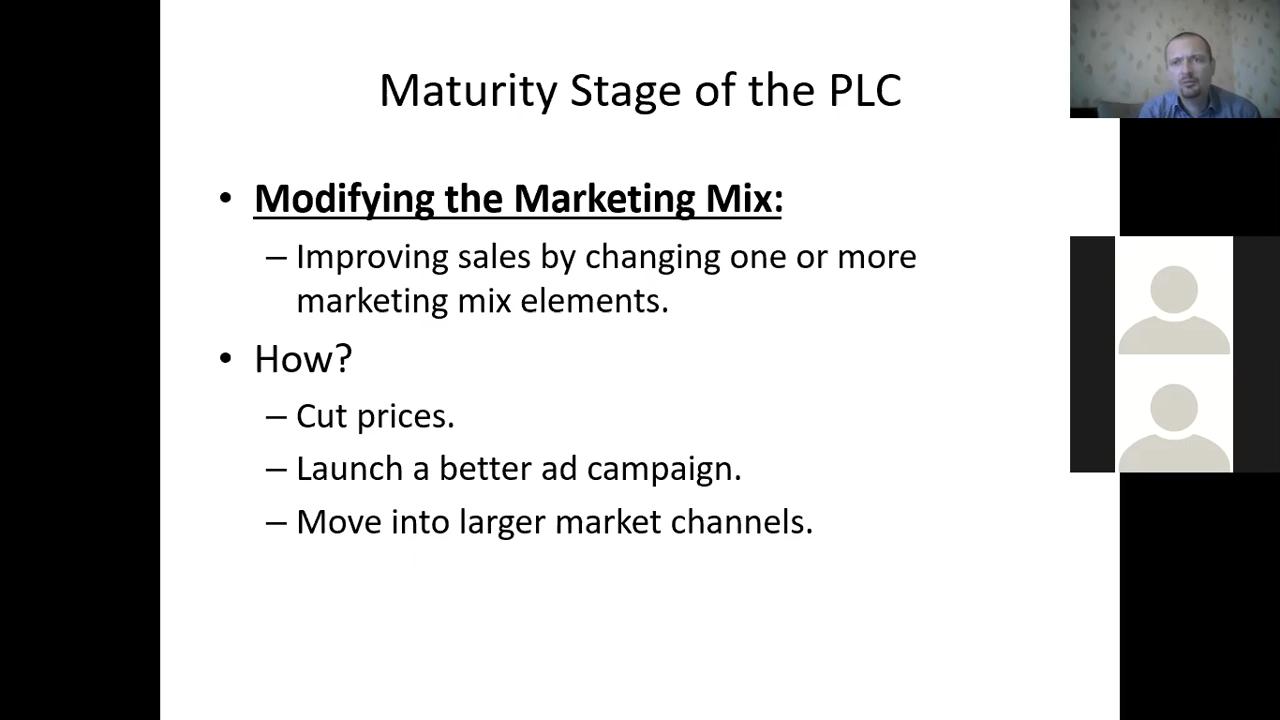 Maturity Stage of the PLC
• Modifying the Marketing Mix:
– Improving sales by changing one or more
marketing mix elements.
• How?
– Cut prices.
– Launch a better ad campaign.
– Move into larger market channels.